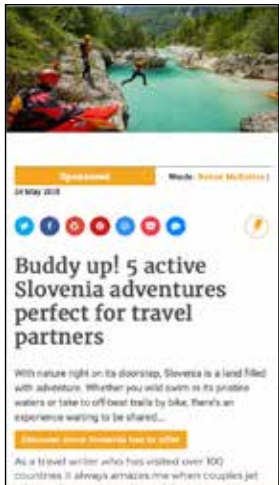 Sponsored
Words:
24 May
Buddy up! 5 active
Slovenia adventures
perfect for travel
partners
With nature right on its doorstep, Slovenia is a land filled
with adventure. Whether you wild swim in its pristine
waters or take to off-beat trails by bike, there's an
experience waiting to be shared...
Discover more Slovenia has to offer
As a travel writer who has visited over 100
countries it always amazes me when couples jet